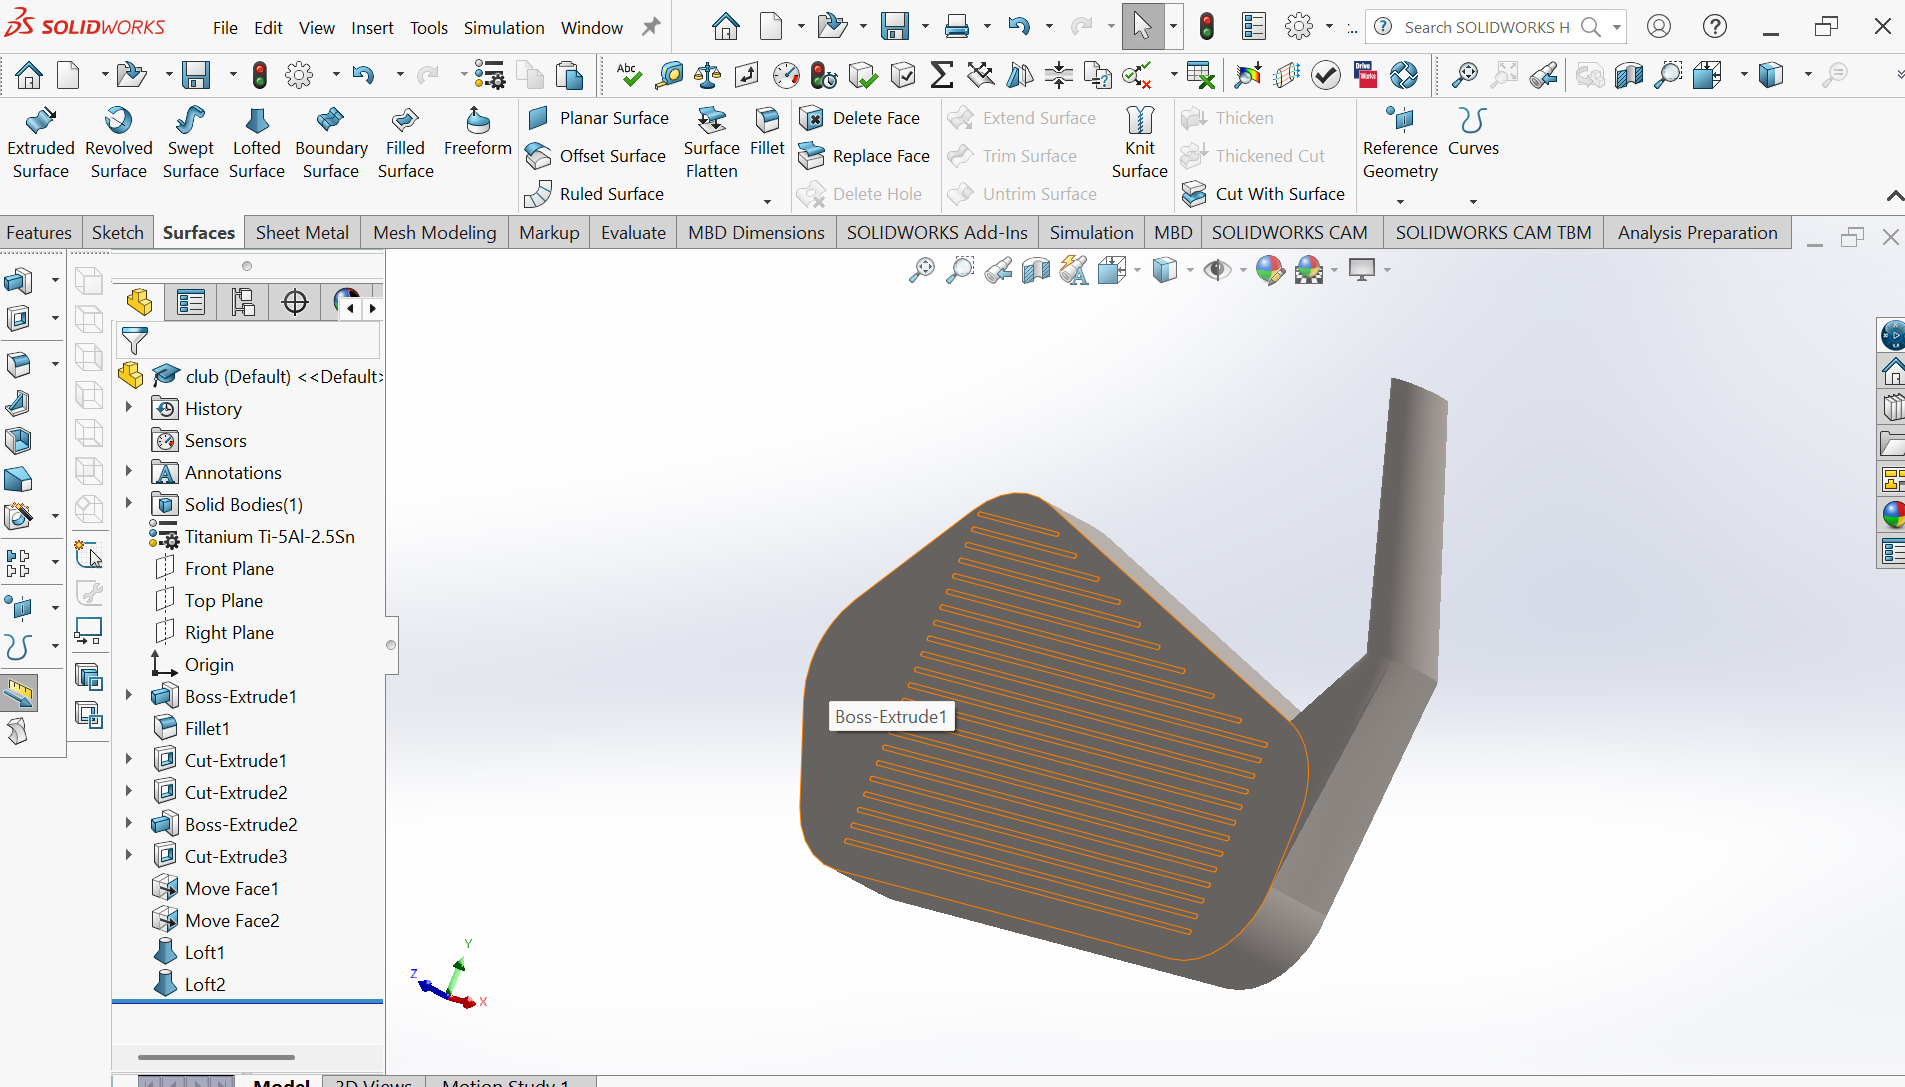 SOLIDWORKS File Edit View Insert Tools Simulation Window ... Search SOLIDWORKS H
Abc
Drive Works
Extruded Surface
Revolved Surface
Swept Surface
Lofted Surface
Boundary Surface
Filled Surface
Freeform
Planar Surface
Offset Surface
Ruled Surface
Surface Flatten
Fillet
Delete Face
Replace Face
Delete Hole
Extend Surface
Trim Surface
Untrim Surface
Knit Surface
Thicken
Thickened Cut
Cut With Surface
Reference Geometry
Curves
Features Sketch Surfaces Sheet Metal Mesh Modeling Markup Evaluate MBD Dimensions SOLIDWORKS Add-Ins Simulation MBD SOLIDWORKS CAM SOLIDWORKS CAM TBM Analysis Preparation
club (Default) <<Default>
History
Sensors
Annotations
Solid Bodies(1)
Titanium Ti-5Al-2.5Sn
Front Plane
Top Plane
Right Plane
Origin
Boss-Extrude1
Fillet1
Cut-Extrude1
Cut-Extrude2
Boss-Extrude2
Cut-Extrude3
Move Face1
Move Face2
Loft1
Loft2
Boss-Extrude1
Y
Z
X
Model 3D Views Motion Study 1